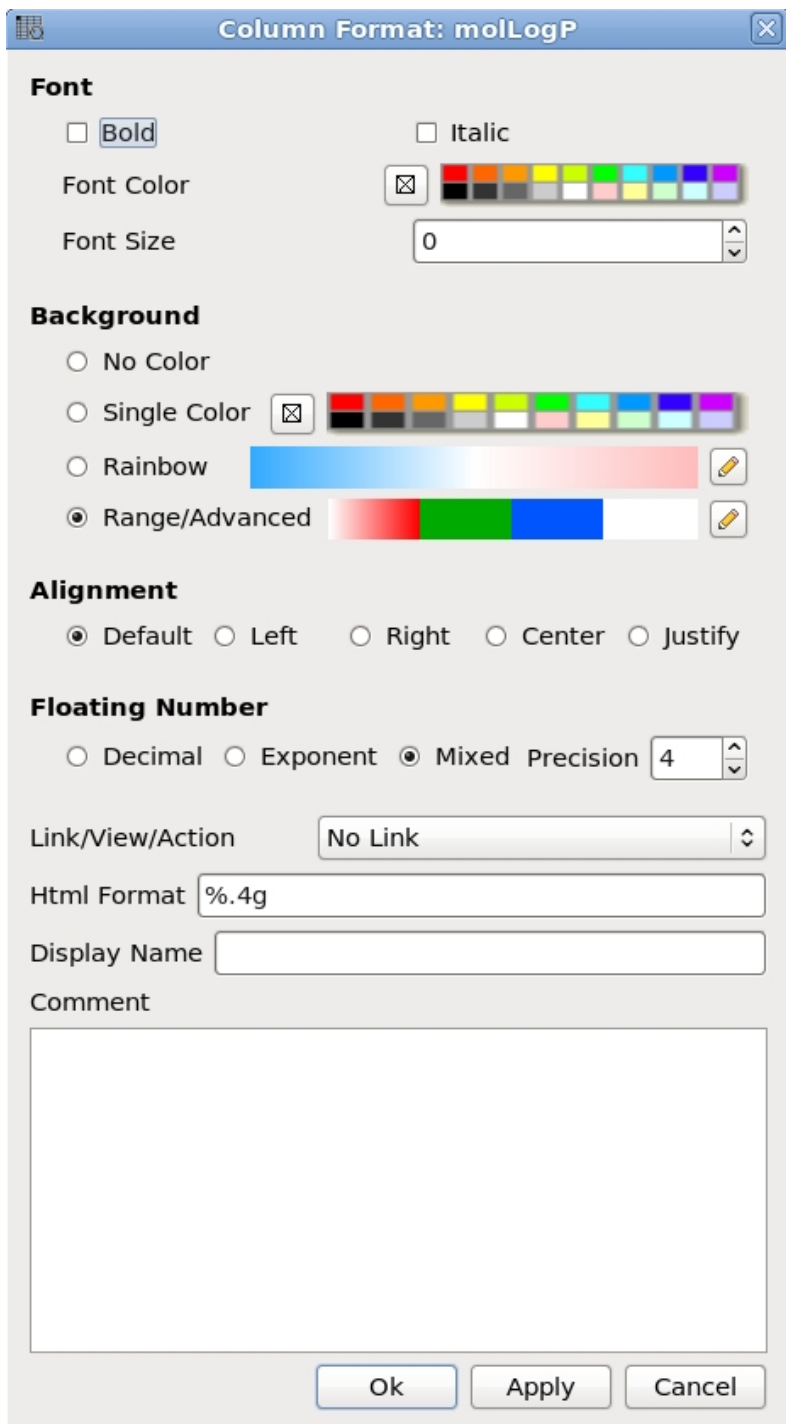 Column Format: molLogP
Font
Bold Italic
Font Color
Font Size 0
Background
No Color
Single Color
Rainbow
Range/Advanced
Alignment
Default Left Right Center Justify
Floating Number
Decimal Exponent Mixed Precision 4
Link/View/Action No Link
Html Format %.4g
Display Name
Comment
Ok Apply Cancel